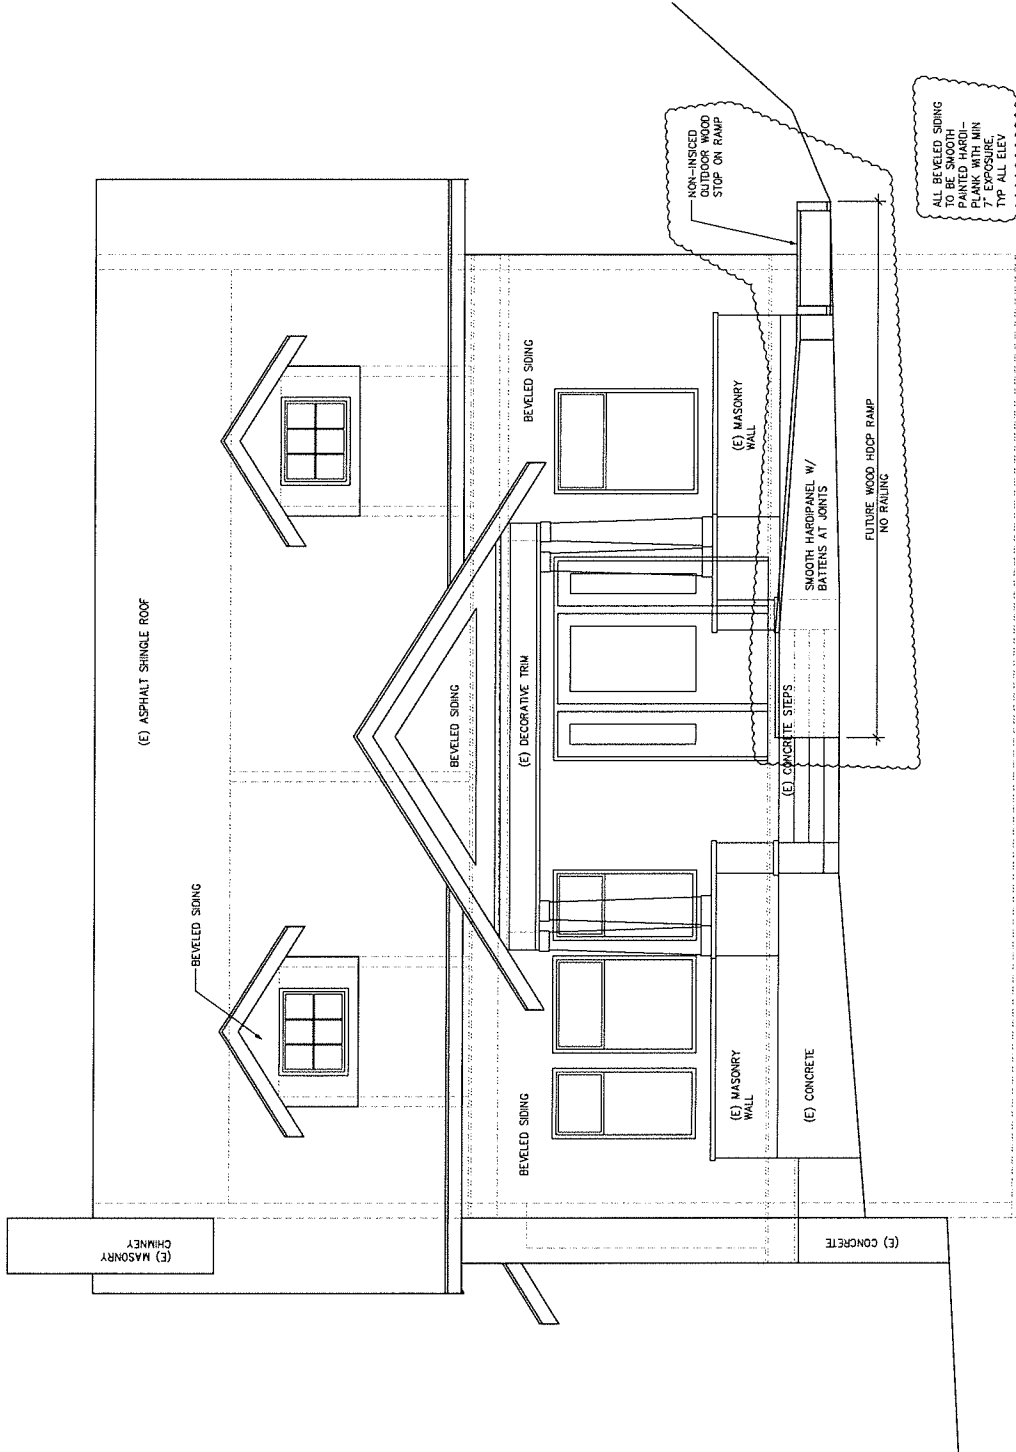 (E) MASONRY
CHIMNEY
(E) ASPHALT SHINGLE ROOF
BEVELED SIDING
BEVELED SIDING
BEVELED SIDING
BEVELED SIDING
(E) DECORATIVE TRIM
NON-INSICED
OUTDOOR WOOD
STOP ON RAMP
(E) MASONRY
WALL
(E) MASONRY
WALL
(E) CONCRETE
(E) CONCRETE
(E) CONCRETE STEPS
SMOOTH HARDIPANEL W/
BATTENS AT JOINTS
FUTURE WOOD HDCP RAMP
NO RAILING
ALL BEVELED SIDING
TO BE SMOOTH
PAINTED HARDI-
PLANK WITH MIN
7" EXPOSURE,
TYP ALL ELEV